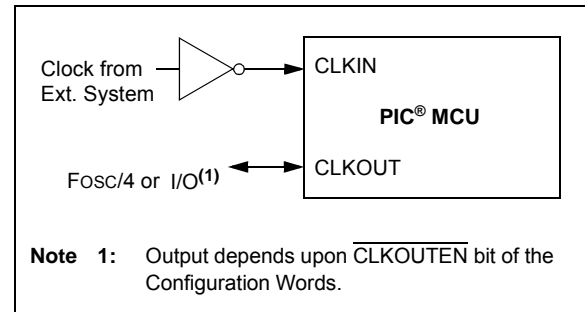 Clock from
Ext. System
CLKIN
PIC® MCU
FOSC/4 or I/O(1)
CLKOUT
Note 1: Output depends upon CLKOUTEN bit of the
Configuration Words.